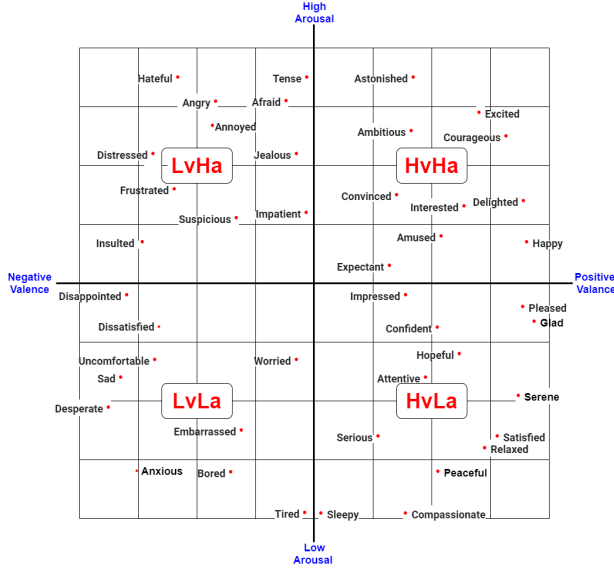 High
Arousal
Hateful Tense Astonished
Angry Afraid
Excited
Annoyed
Ambitious Courageous
Distressed LvHa Jealous HvHa
Frustrated
Convinced
Interested Delighted
Suspicious Impatient
Insulted Amused Happy
Expectant
Negative
Valence
Positive
Valance
Disappointed Impressed
Pleased
Dissatisfied Confident Glad
Uncomfortable Worried Hopeful
Sad Attentive
Serene
Desperate LvLa HvLa
Embarrassed Serious Satisfied
Relaxed
Anxious Bored Peaceful
Tired Sleepy Compassionate
Low
Arousal